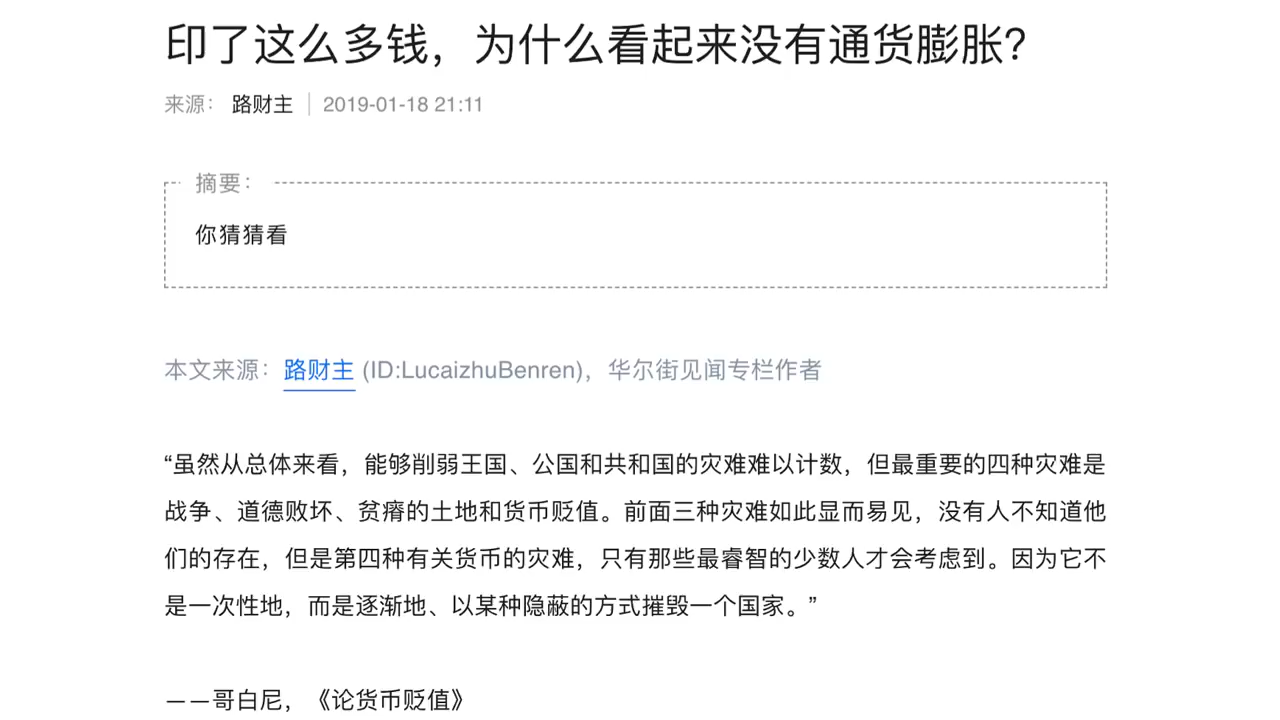 印了这么多钱，为什么看起来没有通货膨胀？
来源： 路财主 | 2019-01-18 21:11
摘要：
你猜猜看
本文来源：路财主 (ID:LucaizhuBenren)，华尔街见闻专栏作者
“虽然从总体来看，能够削弱王国、公国和共和国的灾难难以计数，但最重要的四种灾难是
战争、道德败坏、贫瘠的土地和货币贬值。前面三种灾难如此显而易见，没有人不知道他
们的存在，但是第四种有关货币的灾难，只有那些最睿智的少数人才会考虑到。因为它不
是一次性地，而是逐渐地、以某种隐蔽的方式摧毁一个国家。”
——哥白尼，《论货币贬值》